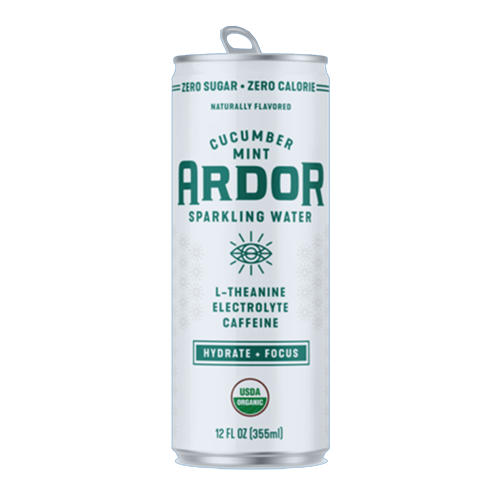 ZERO SUGAR • ZERO CALORIE
NATURALLY FLAVORED
CUCUMBER
MINT
ARDOR
SPARKLING WATER
L-THEANINE
ELECTROLYTE
CAFFEINE
HYDRATE + FOCUS
USDA
ORGANIC
12 FL OZ (355ml)